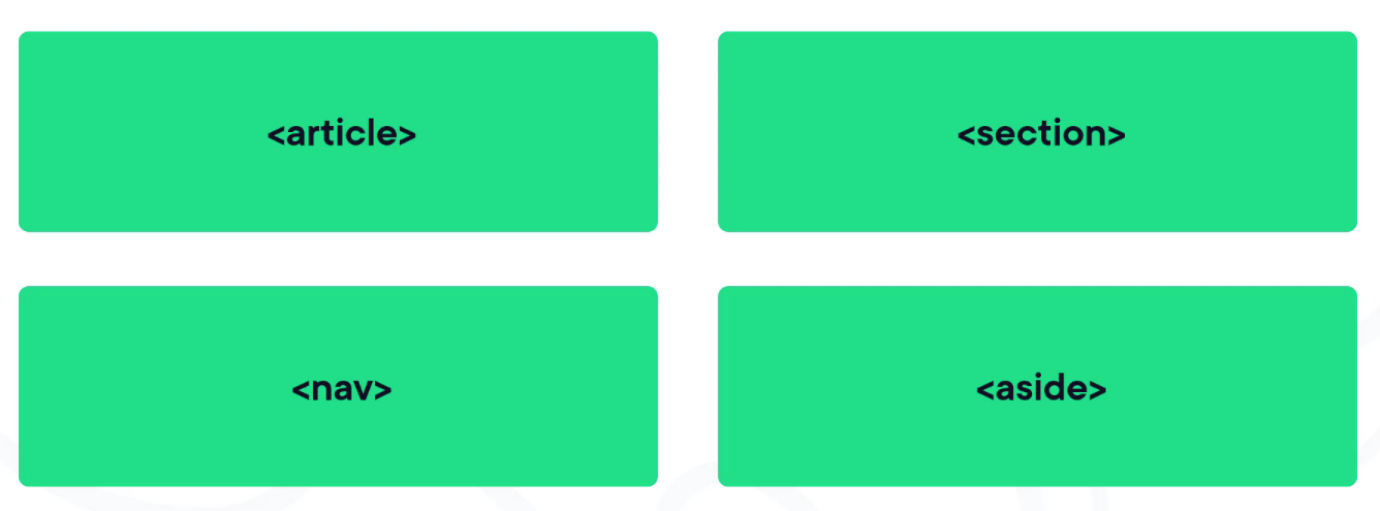 <article>
<section>
<nav>
<aside>